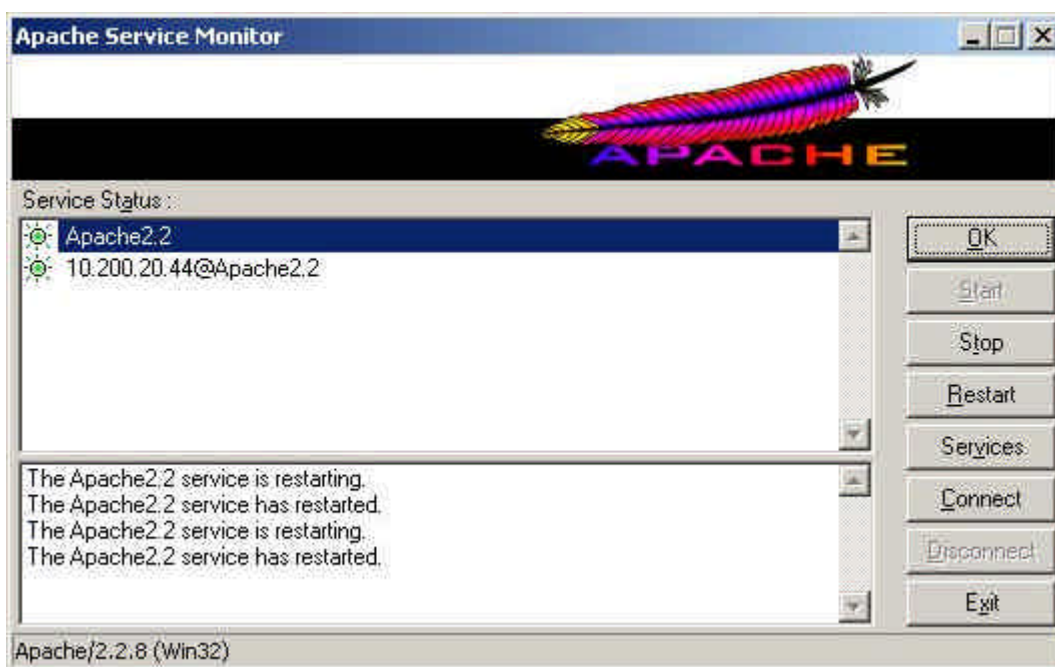 Apache Service Monitor
APACHE
Service Status :
Apache2.2
10.200.20.44@Apache2.2
OK
Start
Stop
Restart
Services
Connect
Disconnect
Exit
The Apache2.2 service is restarting.
The Apache2.2 service has restarted.
The Apache2.2 service is restarting.
The Apache2.2 service has restarted.
Apache/2.2.8 (Win32)